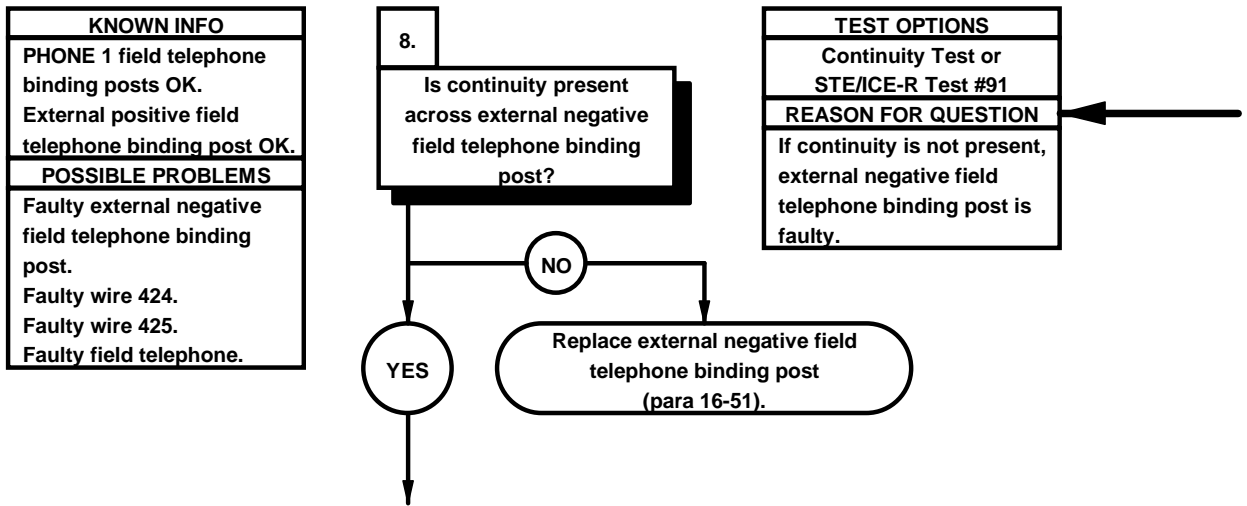 KNOWN INFO
PHONE 1 field telephone
binding posts OK.
External positive field
telephone binding post OK.
POSSIBLE PROBLEMS
Faulty external negative
field telephone binding
post.
Faulty wire 424.
Faulty wire 425.
Faulty field telephone.
8.
Is continuity present
across external negative
field telephone binding
post?
NO
YES
Replace external negative field
telephone binding post
(para 16-51).
TEST OPTIONS
Continuity Test or
STE/ICE-R Test #91
REASON FOR QUESTION
If continuity is not present,
external negative field
telephone binding post is
faulty.